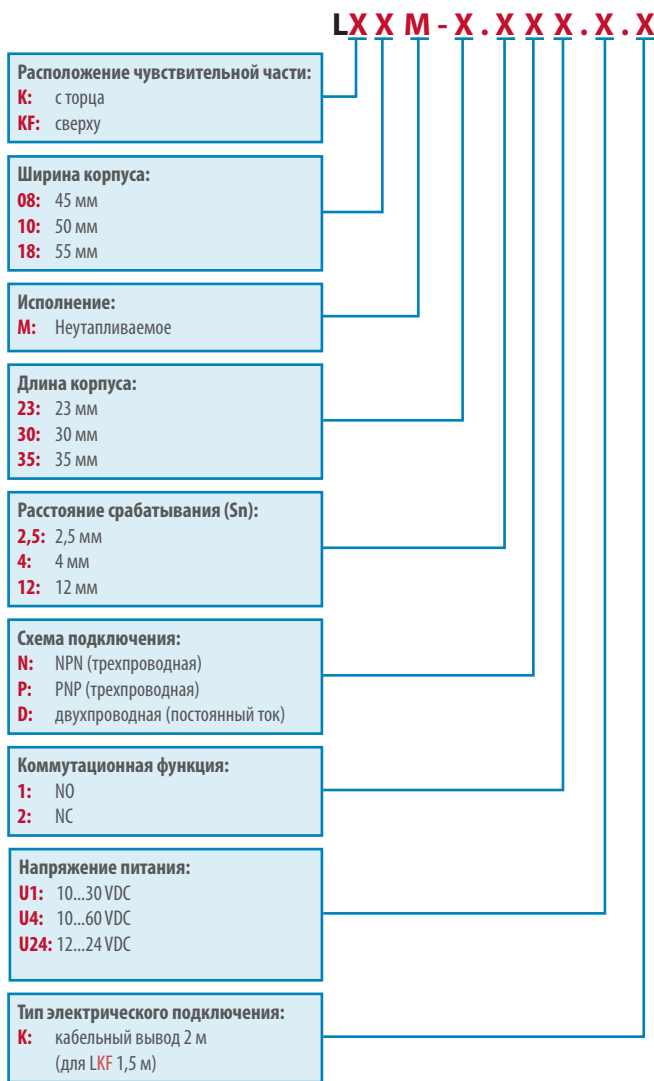 LXXM-X.XXX.X.X
Расположение чувствительной части:
K: с торца
KF: сверху
Ширина корпуса:
08: 45 мм
10: 50 мм
18: 55 мм
Исполнение:
M: Неутапливаемое
Длина корпуса:
23: 23 мм
30: 30 мм
35: 35 мм
Расстояние срабатывания (Sn):
2,5: 2,5 мм
4: 4 мм
12: 12 мм
Схема подключения:
N: NPN (трехпроводная)
P: PNP (трехпроводная)
D: двухпроводная (постоянный ток)
Коммутационная функция:
1: NO
2: NC
Напряжение питания:
U1: 10...30 VDC
U4: 10...60 VDC
U24: 12...24 VDC
Тип электрического подключения:
K: кабельный вывод 2 м
(для LKF 1,5 м)